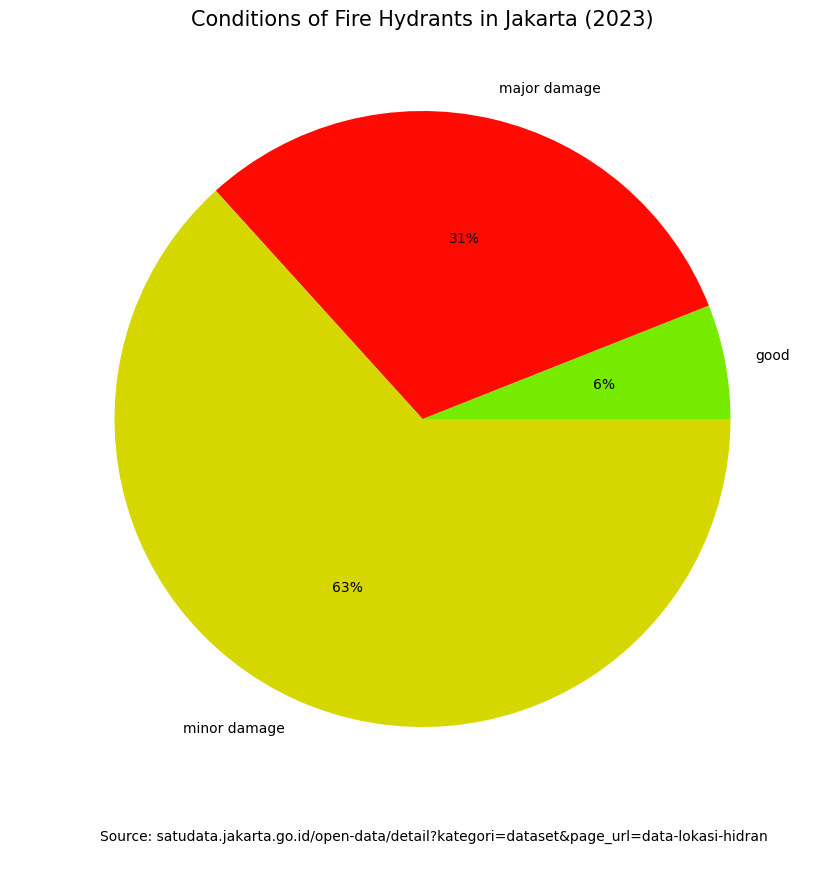 Conditions of Fire Hydrants in Jakarta (2023)
major damage
31%
good
6%
63%
minor damage
Source: satudata.jakarta.go.id/open-data/detail?kategori=dataset&page_url=data-lokasi-hidran